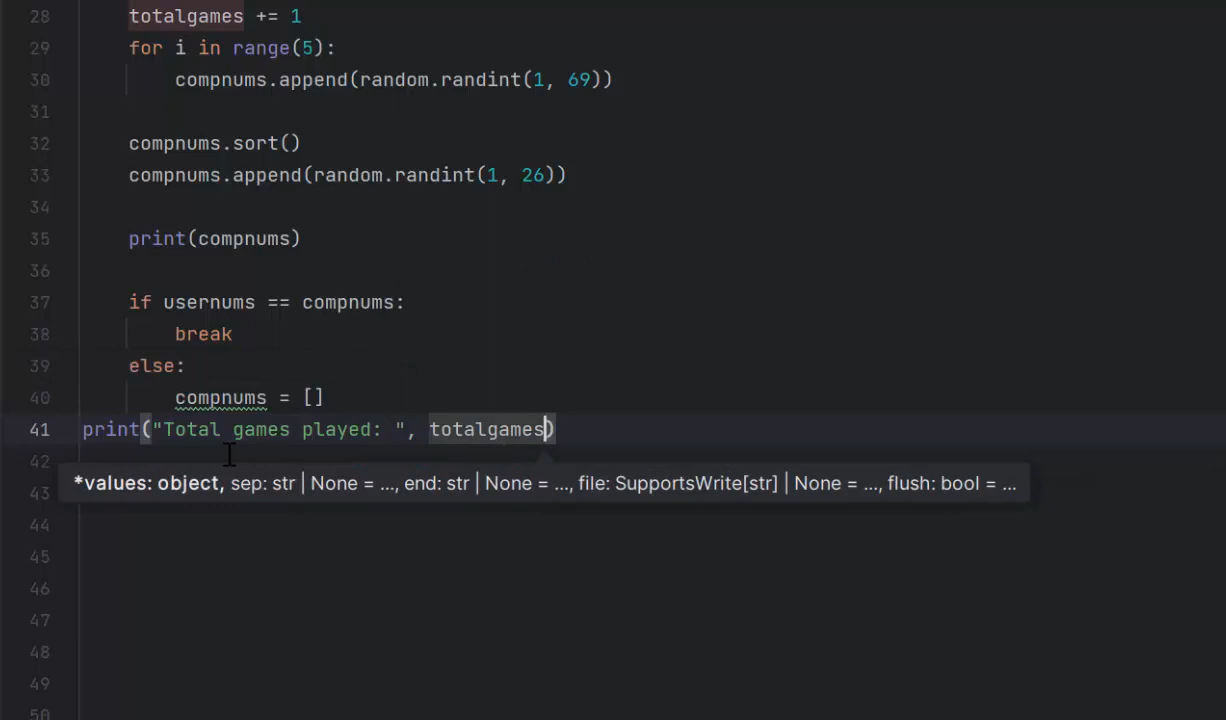 28 totalgames += 1
29 for i in range(5):
30 compnums.append(random.randint(1, 69))
31
32 compnums.sort()
33 compnums.append(random.randint(1, 26))
34
35 print(compnums)
36
37 if usernums == compnums:
38 break
39 else:
40 compnums = []
41 print("Total games played: ", totalgames)
42
*values: object, sep: str | None = ..., end: str | None = ..., file: SupportsWrite[str] | None = ..., flush: bool = ...
43
44
45
46
47
48
49
50